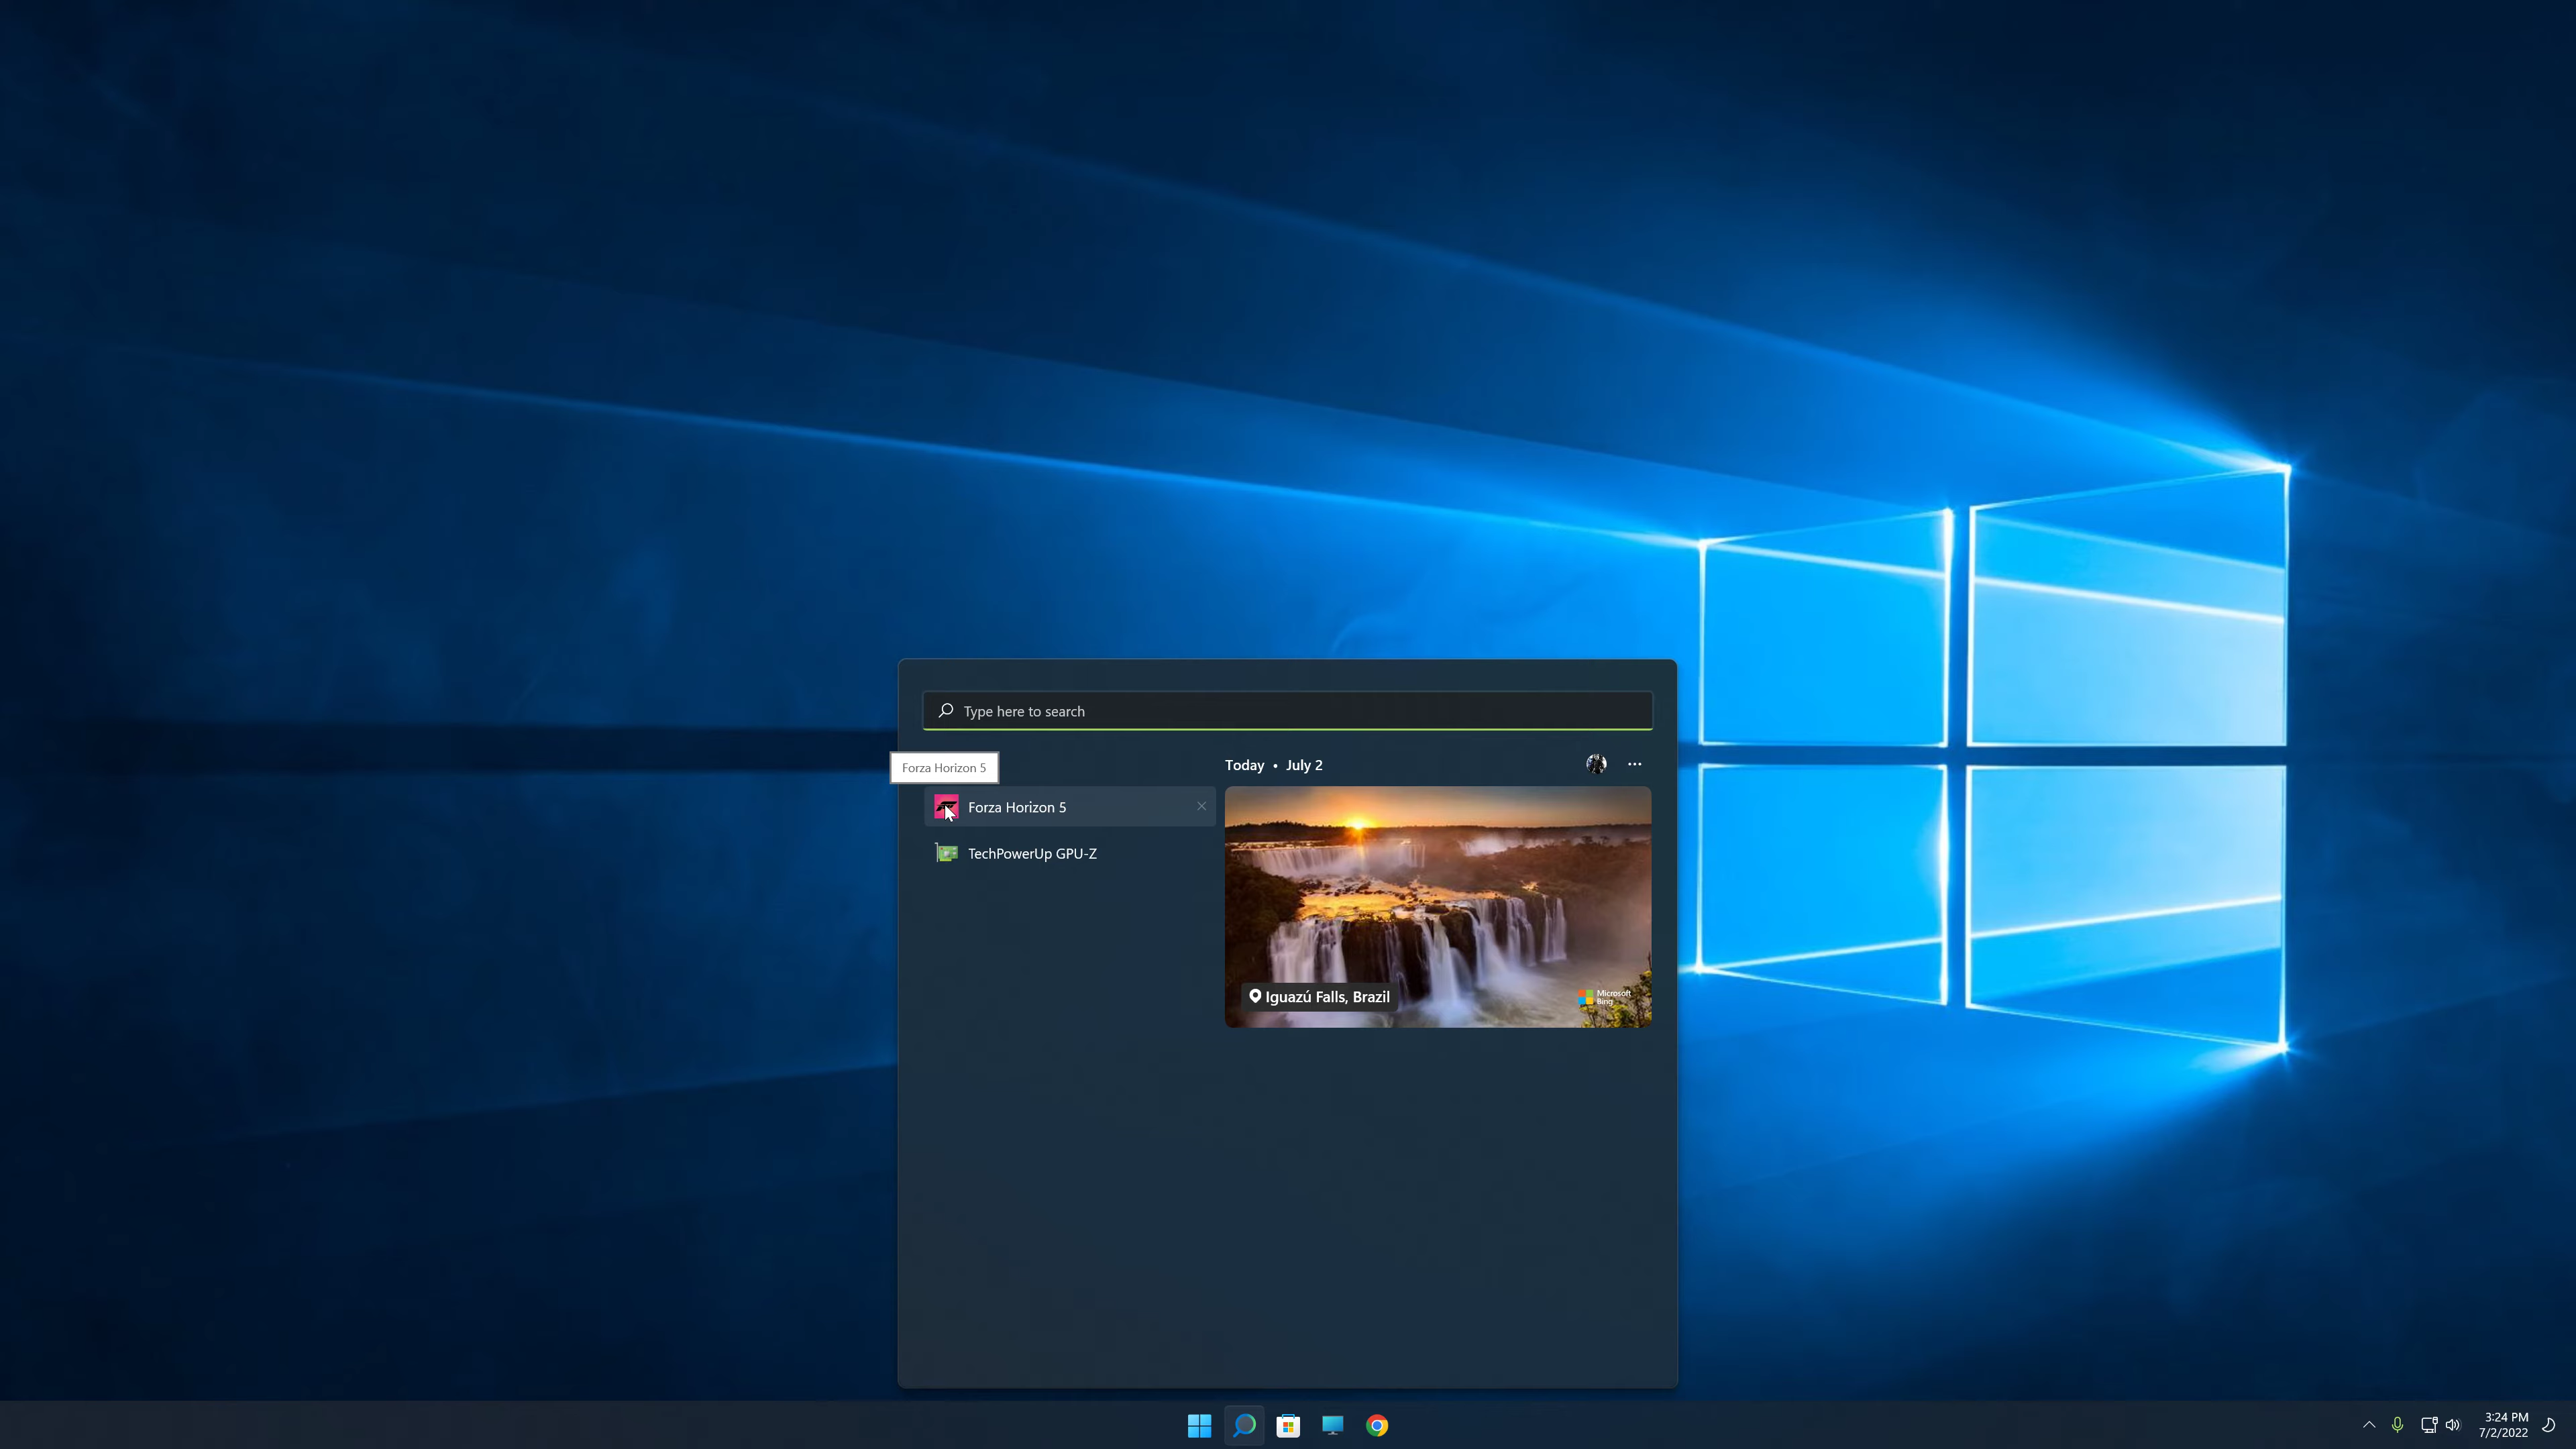 Type here to search
Forza Horizon 5
Today • July 2
Forza Horizon 5
TechPowerUp GPU-Z
Iguazú Falls, Brazil
Microsoft
Bing
3:24 PM
7/2/2022